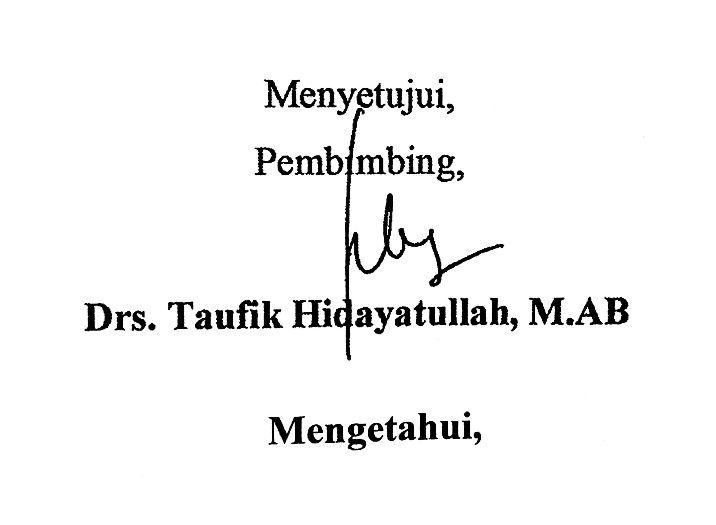 Menyetujui,
Pembimbing,
Drs. Taufik Hidayatullah, M.AB
Mengetahui,